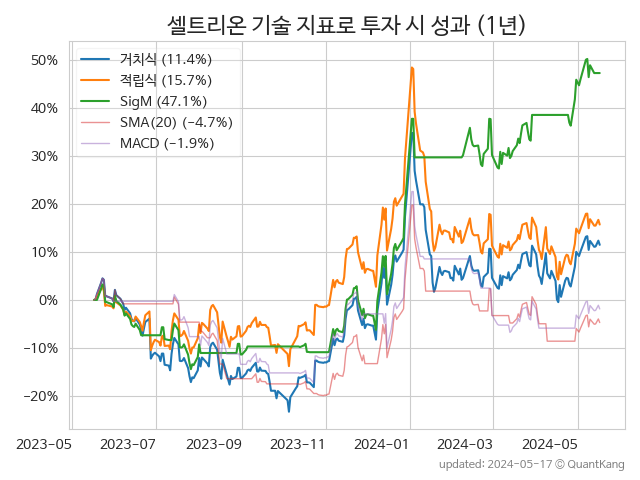 셀트리온 기술 지표로 투자 시 성과 (1년)
거치식 (11.4%)
적립식 (15.7%)
SigM (47.1%)
SMA(20) (−4.7%)
MACD (−1.9%)
50%
40%
30%
20%
10%
0%
−10%
−20%
2023−05 2023−07 2023−09 2023−11 2024−01 2024−03 2024−05
updated: 2024-05-17 © QuantKang